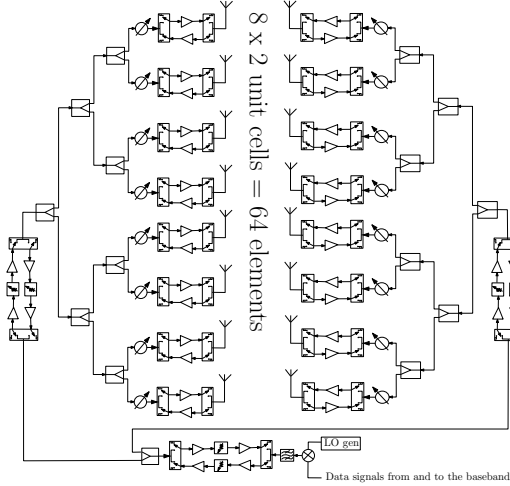 8 x 2 unit cells = 64 elements
LO gen
Data signals from and to the baseband